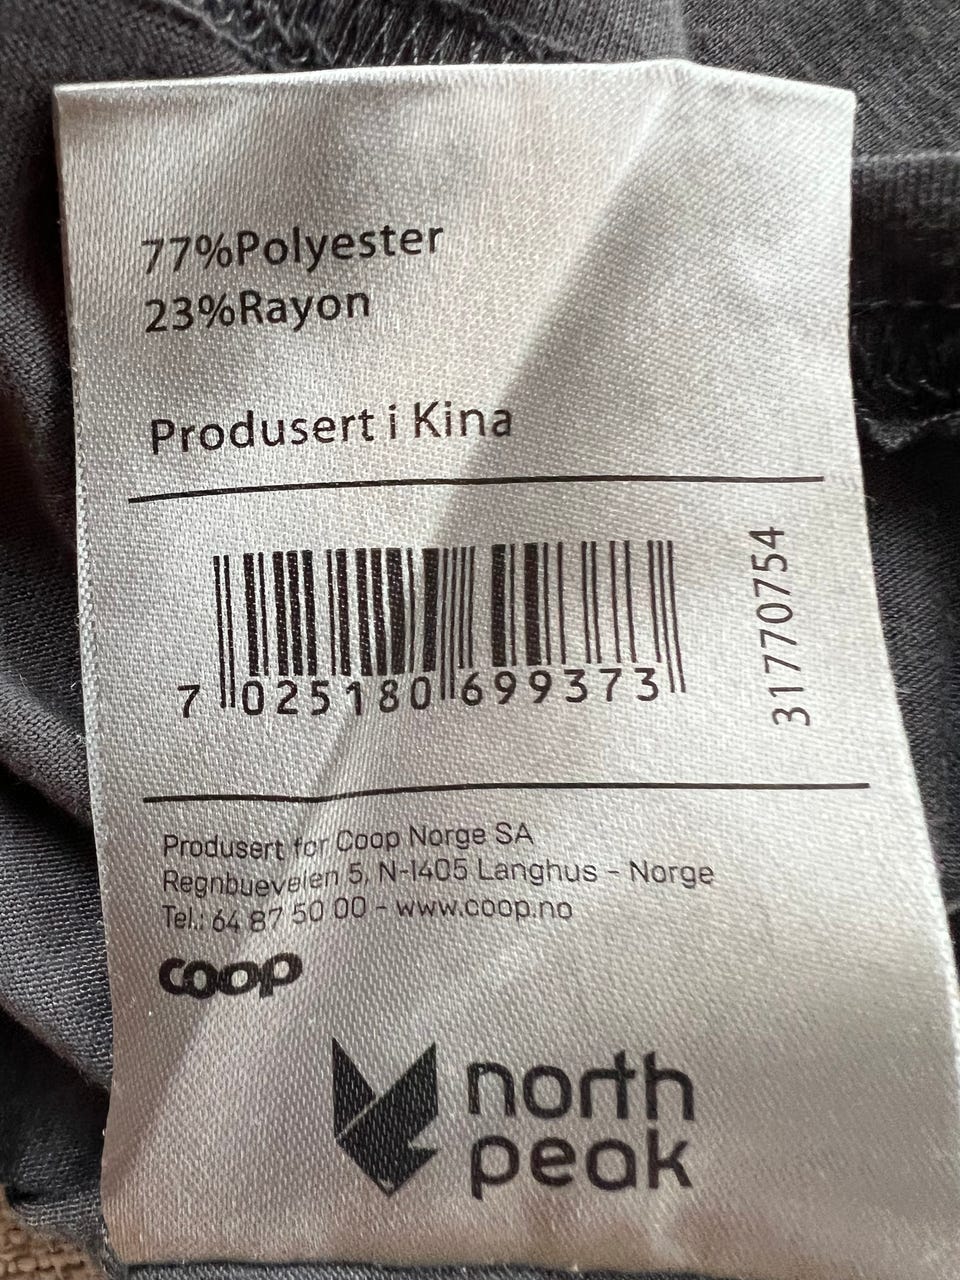 77%Polyester
23%Rayon
Produsert i Kina
7 025180 699373
31770754
Produsert for Coop Norge SA
Regnbueveien 5, N-1405 Langhus - Norge
Tel.: 64 87 50 00 - www.coop.no
coop
north
peak